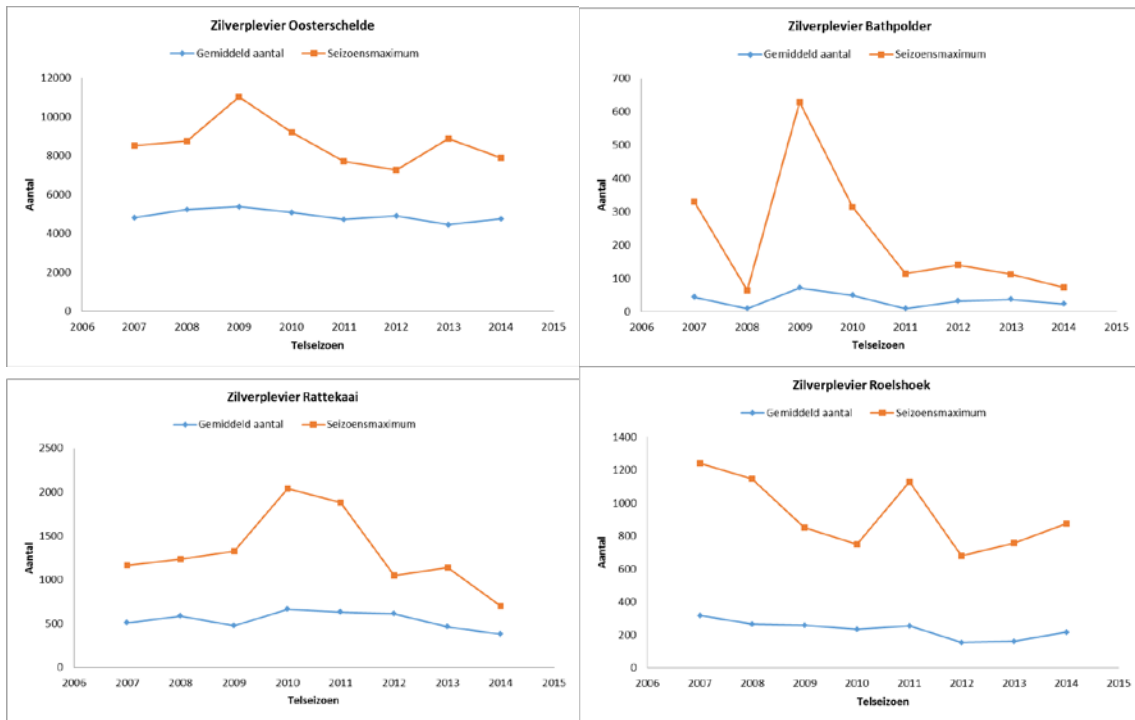 Zilverplevier Oosterschelde
Gemiddeld aantal Seizoensmaximum
12000
10000
8000
6000
4000
2000
0
Aantal
2006 2007 2008 2009 2010 2011 2012 2013 2014 2015
Telseizoen
Zilverplevier Bathpolder
Gemiddeld aantal Seizoensmaximum
700
600
500
400
300
200
100
0
Aantal
2006 2007 2008 2009 2010 2011 2012 2013 2014 2015
Telseizoen
Zilverplevier Rattekaai
Gemiddeld aantal Seizoensmaximum
2500
2000
1500
1000
500
0
Aantal
2006 2007 2008 2009 2010 2011 2012 2013 2014 2015
Telseizoen
Zilverplevier Roelshoek
Gemiddeld aantal Seizoensmaximum
1400
1200
1000
800
600
400
200
0
Aantal
2006 2007 2008 2009 2010 2011 2012 2013 2014 2015
Telseizoen